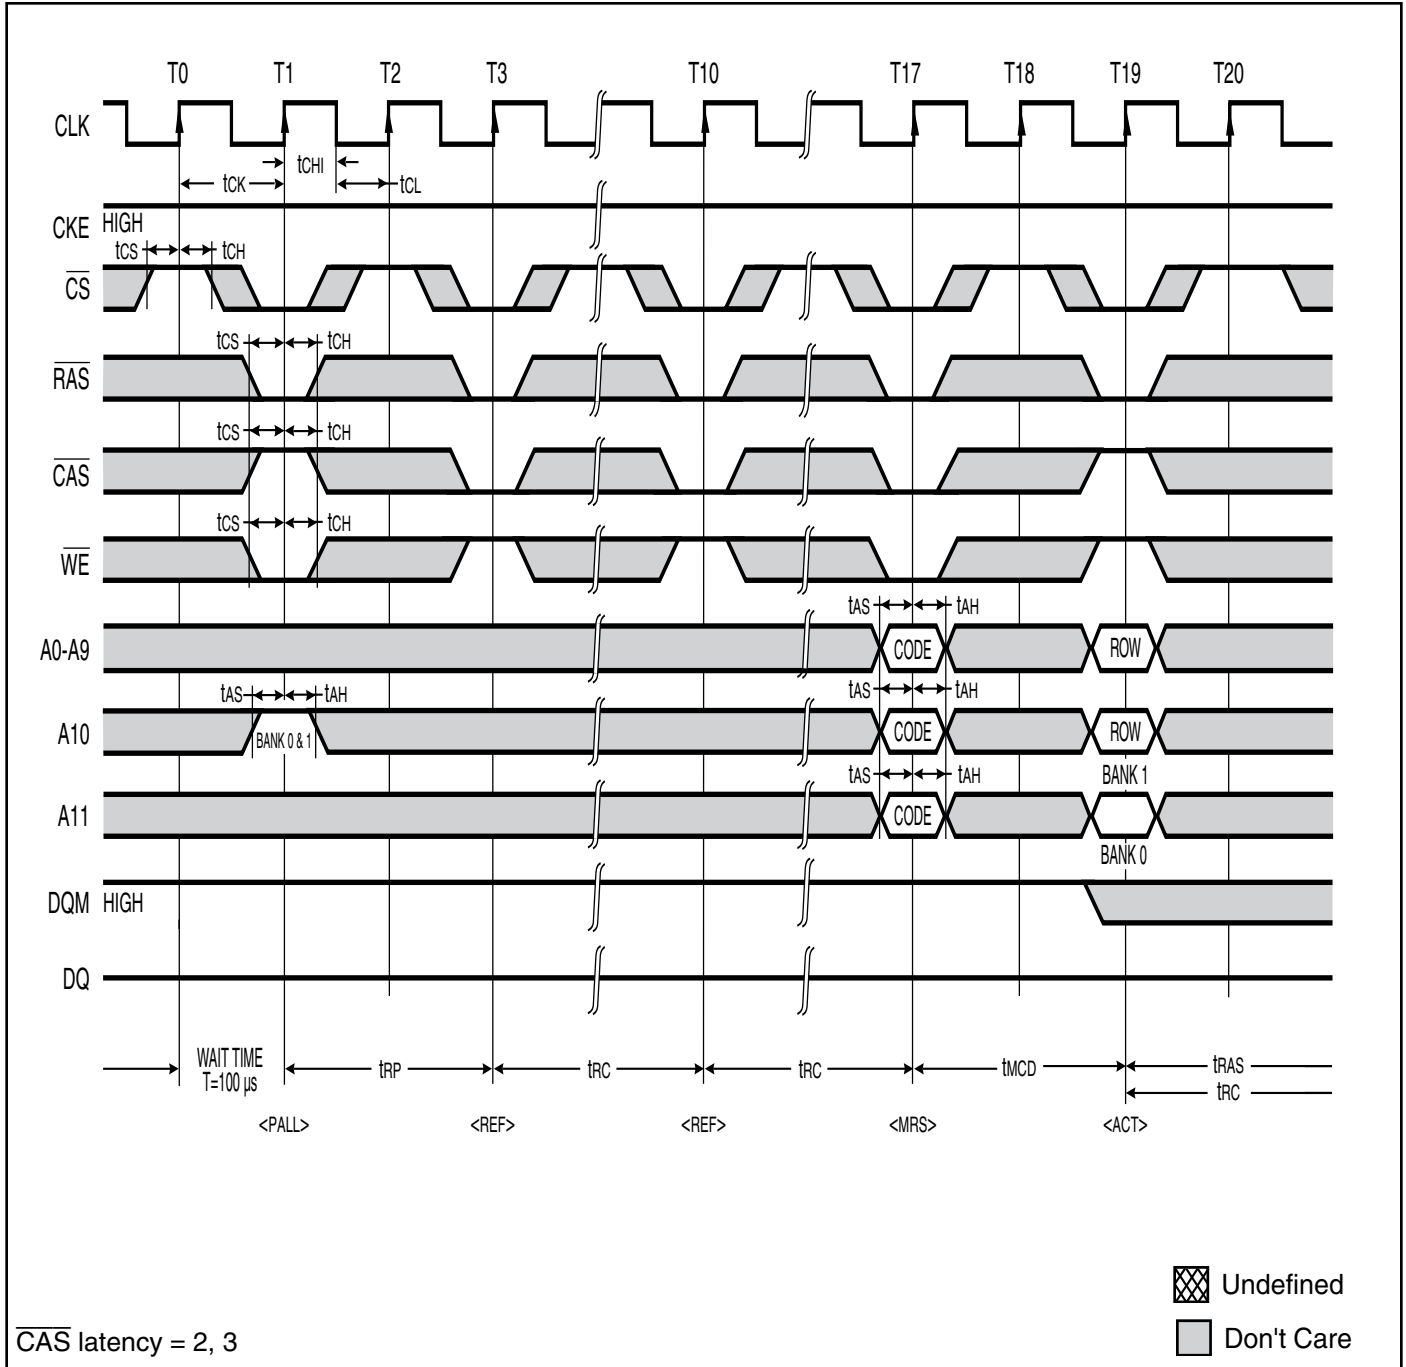 T0 T1 T2 T3 T10 T17 T18 T19 T20
CLK
tCHI
tCK tCL
CKE HIGH
tCS tCH
CS
tCS tCH
RAS
tCS tCH
CAS
tCS tCH
WE
tAS tAH
A0-A9 CODE ROW
tAS tAH tAS tAH
A10 BANK 0 & 1 CODE ROW
tAS tAH BANK 1
A11 CODE
BANK 0
DQM HIGH
DQ
WAIT TIME
T=100 µs
tRP tRC tRC tMCD tRAS
tRC
<PALL> <REF> <REF> <MRS> <ACT>
Undefined
CAS latency = 2, 3
Don't Care